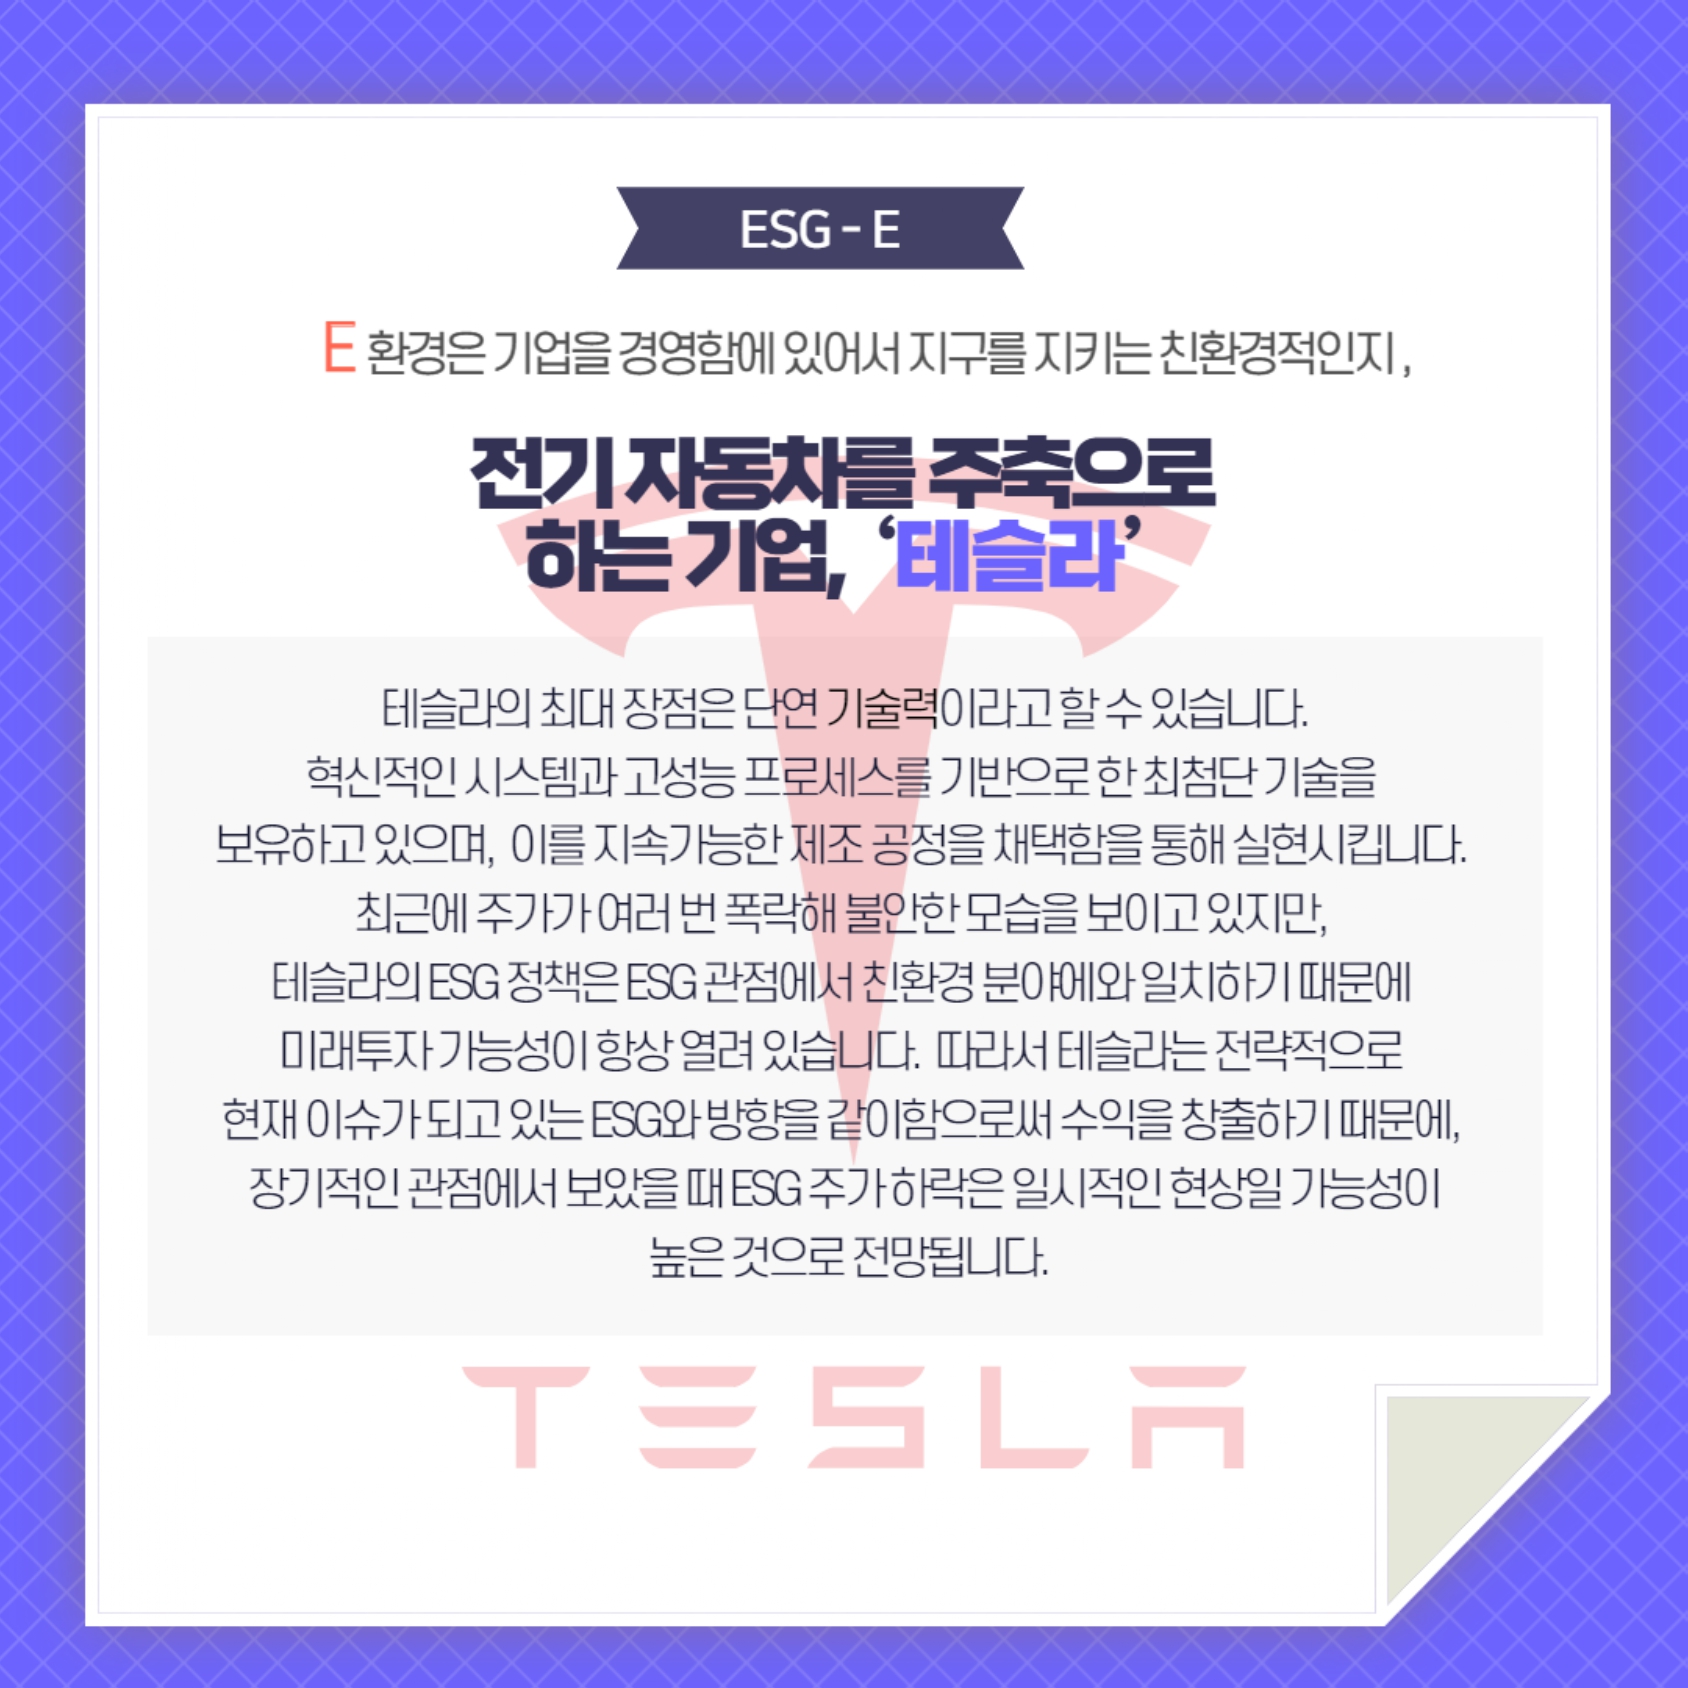 ESG - E
E 환경은 기업을 경영함에 있어서 지구를 지키는 친환경적인지 ,
전기 자동차를 주축으로
하는 기업, ‘테슬라’
테슬라의 최대 장점은 단연 기술력이라고 할 수 있습니다.
혁신적인 시스템과 고성능 프로세스를 기반으로 한 최첨단 기술을
보유하고 있으며, 이를 지속가능한 제조 공정을 채택함을 통해 실현시킵니다.
최근에 주가가 여러 번 폭락해 불안한 모습을 보이고 있지만,
테슬라의 ESG 정책은 ESG 관점에서 친환경 분야에와 일치하기 때문에
미래투자 가능성이 항상 열려 있습니다. 따라서 테슬라는 전략적으로
현재 이슈가 되고 있는 ESG와 방향을 같이함으로써 수익을 창출하기 때문에,
장기적인 관점에서 보았을 때 ESG 주가 하락은 일시적인 현상일 가능성이
높은 것으로 전망됩니다.
TESLA